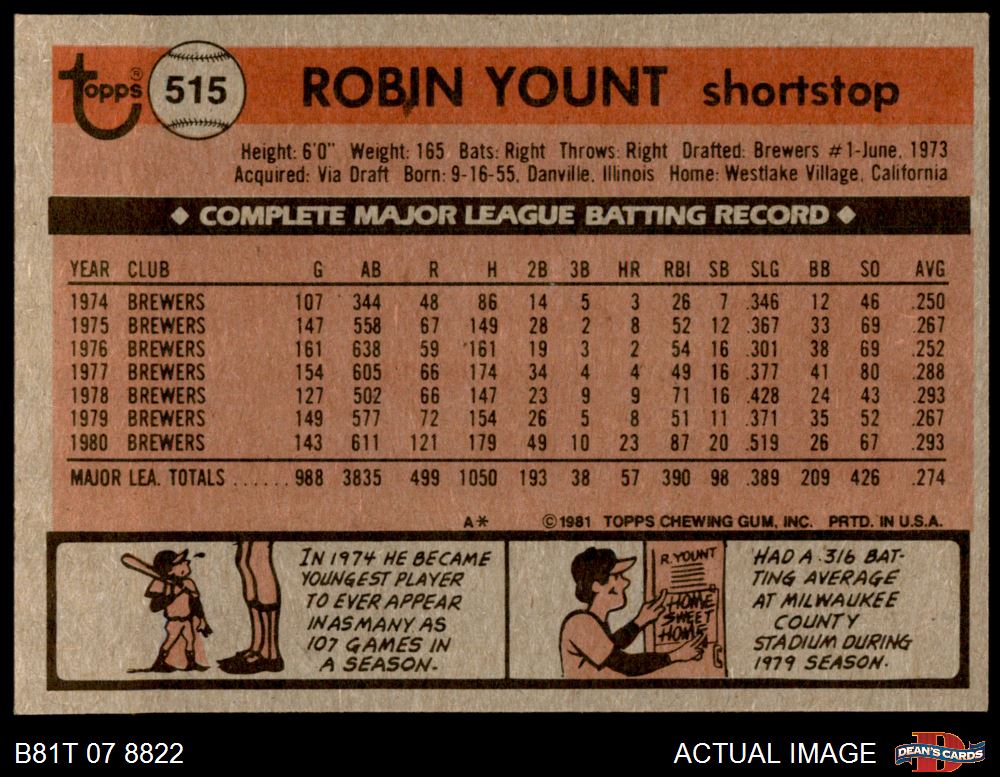 Topps® 515 ROBIN YOUNT shortstop
Height: 6'0" Weight: 165 Bats: Right Throws: Right Drafted: Brewers #1-June, 1973
Acquired: Via Draft Born: 9-16-55, Danville, Illinois Home: Westlake Village, California
◆ COMPLETE MAJOR LEAGUE BATTING RECORD ◆
YEAR CLUB G AB R H 2B 3B HR RBI SB SLG BB SO AVG
1974 BREWERS 107 344 48 86 14 5 3 26 7 .346 12 46 .250
1975 BREWERS 147 558 67 149 28 2 8 52 12 .367 33 69 .267
1976 BREWERS 161 638 59 161 19 3 2 54 16 .301 38 69 .252
1977 BREWERS 154 605 66 174 34 4 4 49 16 .377 41 80 .288
1978 BREWERS 127 502 66 147 23 9 9 71 16 .428 24 43 .293
1979 BREWERS 149 577 72 154 26 5 8 51 11 .371 35 52 .267
1980 BREWERS 143 611 121 179 49 10 23 87 20 .519 26 67 .293
MAJOR LEA. TOTALS ...... 988 3835 499 1050 193 38 57 390 98 .389 209 426 .274
A* ©1981 TOPPS CHEWING GUM, INC. PRTD. IN U.S.A.
IN 1974 HE BECAME
YOUNGEST PLAYER
TO EVER APPEAR
IN AS MANY AS
107 GAMES IN
A SEASON.
R. YOUNT
HOME
SWEET
HOME
HAD A .316 BAT-
TING AVERAGE
AT MILWAUKEE
COUNTY
STADIUM DURING
1979 SEASON.
B81T 07 8822 ACTUAL IMAGE DEAN'S CARDS